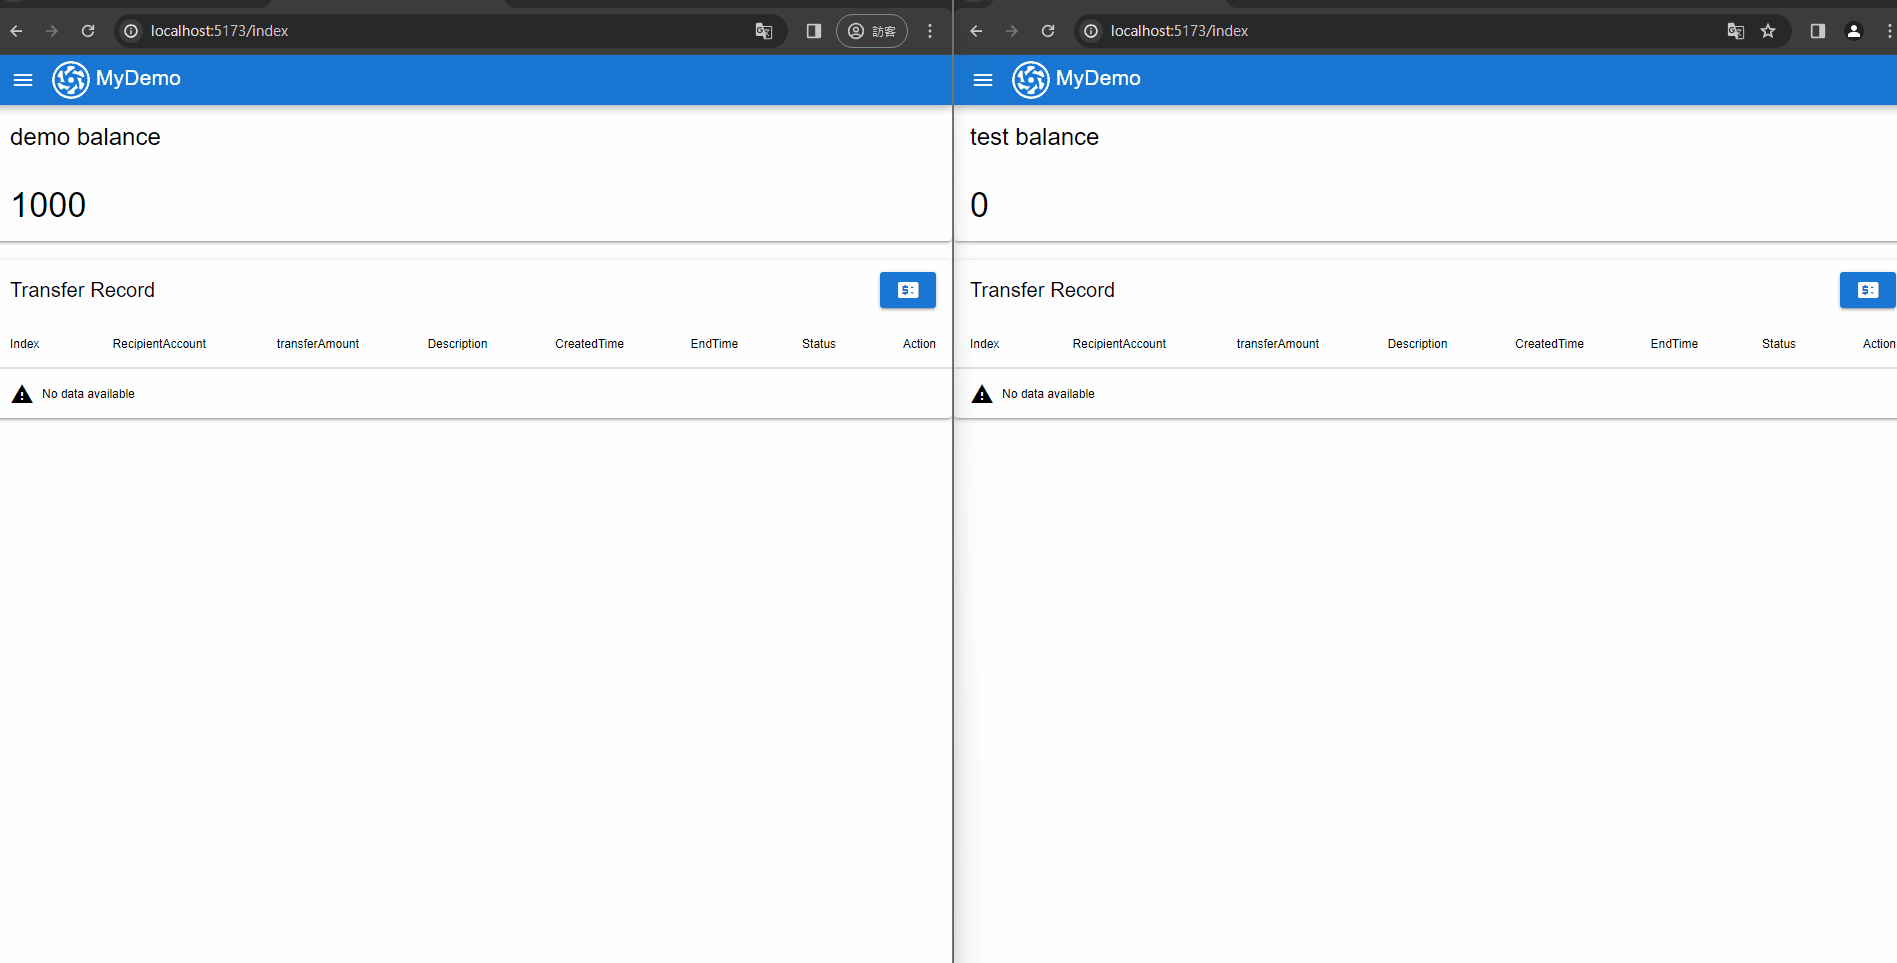 localhost:5173/index
訪客
MyDemo
demo balance
1000
Transfer Record
Index RecipientAccount transferAmount Description CreatedTime EndTime Status Action
No data available
localhost:5173/index
MyDemo
test balance
0
Transfer Record
Index RecipientAccount transferAmount Description CreatedTime EndTime Status Action
No data available